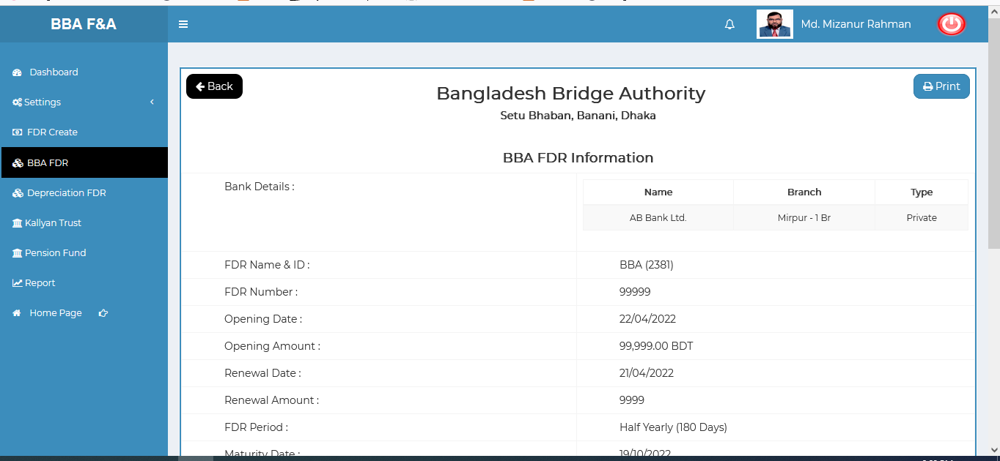 BBA F&A
Md. Mizanur Rahman
Dashboard
Settings
FDR Create
BBA FDR
Depreciation FDR
Kallyan Trust
Pension Fund
Report
Home Page
Back
Print
Bangladesh Bridge Authority
Setu Bhaban, Banani, Dhaka
BBA FDR Information
Bank Details :
Name Branch Type
AB Bank Ltd. Mirpur - 1 Br Private
FDR Name & ID : BBA (2381)
FDR Number : 99999
Opening Date : 22/04/2022
Opening Amount : 99,999.00 BDT
Renewal Date : 21/04/2022
Renewal Amount : 9999
FDR Period : Half Yearly (180 Days)
Maturity Date : 19/10/2022